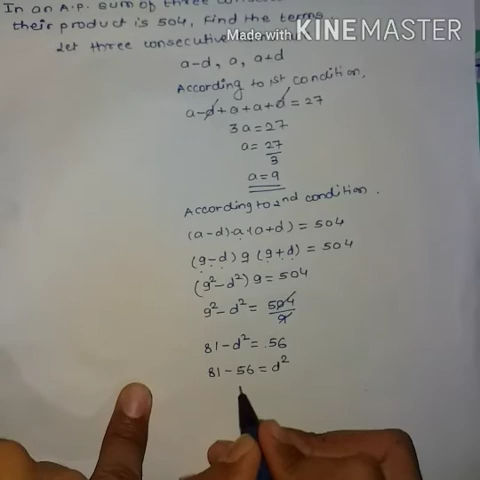 In an A.P. sum of three
their product is 504, find the terms.
let three consecutive
Made with KINEMASTER
a-d, a, a+d
According to 1st condition,
a-d+a+a+d = 27
3a = 27
a = 27/3
a = 9
According to 2nd condition.
(a-d) a (a+d) = 504
(9-d) 9 (9+d) = 504
(9²-d²) 9 = 504
9²-d² = 504/9
81-d² = 56
81-56 = d²